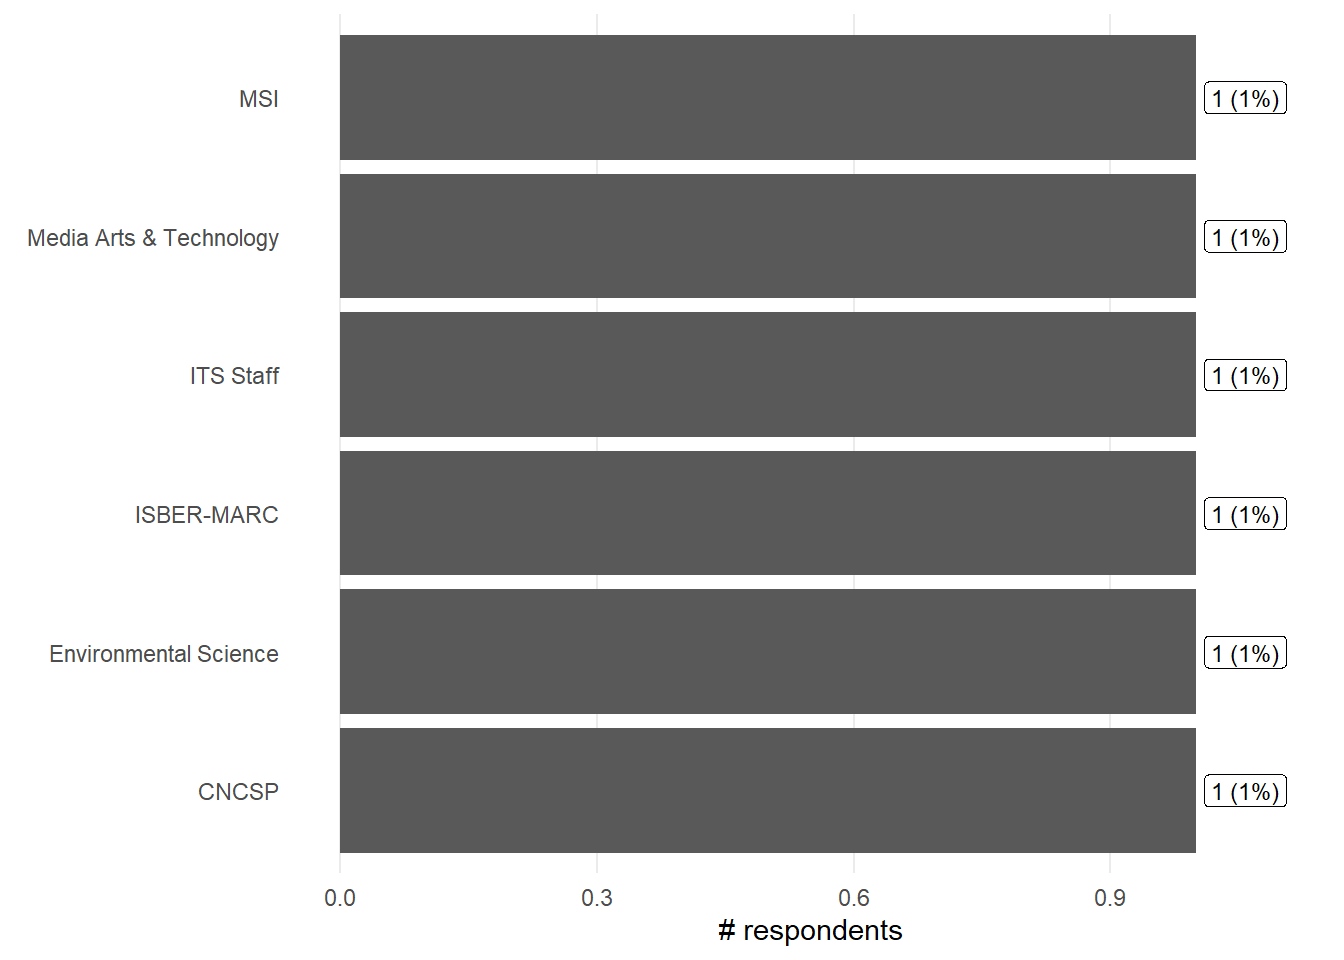 MSI 1 (1%)
Media Arts & Technology 1 (1%)
ITS Staff 1 (1%)
ISBER-MARC 1 (1%)
Environmental Science 1 (1%)
CNCSP 1 (1%)
0.0 0.3 0.6 0.9
# respondents